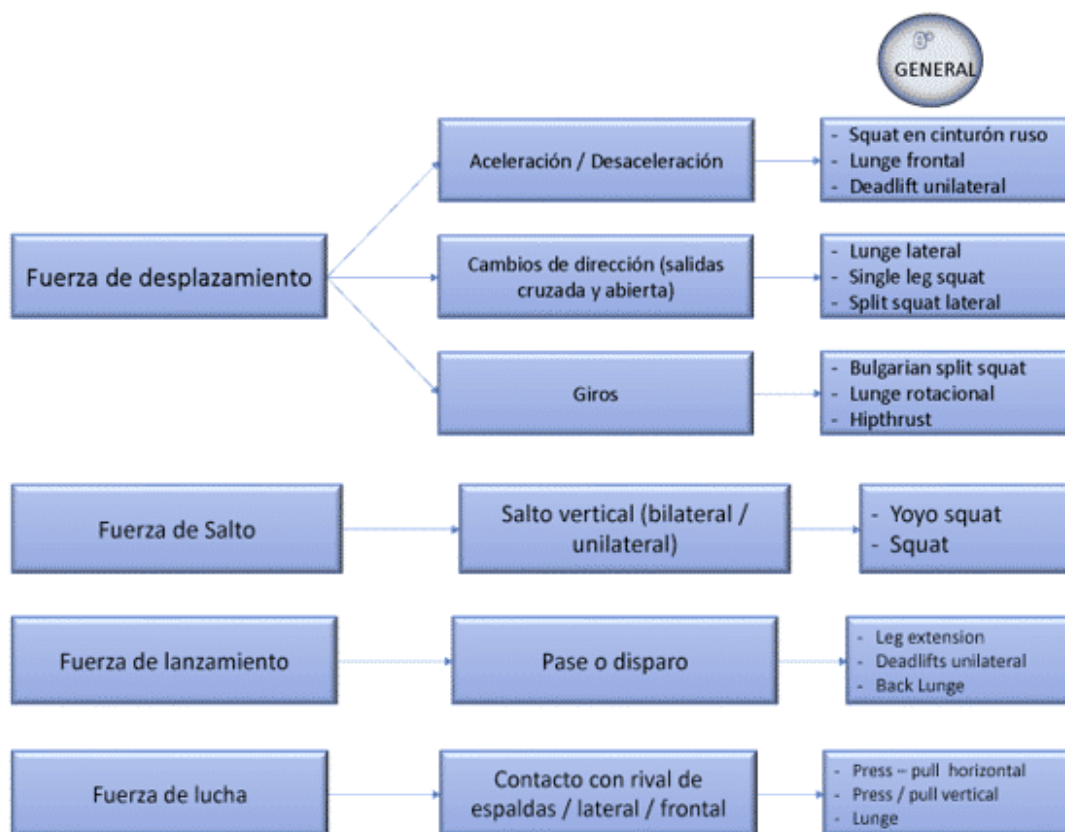 0º
GENERAL
Aceleración / Desaceleración
- Squat en cinturón ruso
- Lunge frontal
- Deadlift unilateral
Fuerza de desplazamiento
Cambios de dirección (salidas
cruzada y abierta)
- Lunge lateral
- Single leg squat
- Split squat lateral
Giros
- Bulgarian split squat
- Lunge rotacional
- Hipthrust
Fuerza de Salto
Salto vertical (bilateral /
unilateral)
- Yoyo squat
- Squat
Fuerza de lanzamiento
Pase o disparo
- Leg extension
- Deadlifts unilateral
- Back Lunge
Fuerza de lucha
Contacto con rival de
espaldas / lateral / frontal
- Press – pull horizontal
- Press / pull vertical
- Lunge